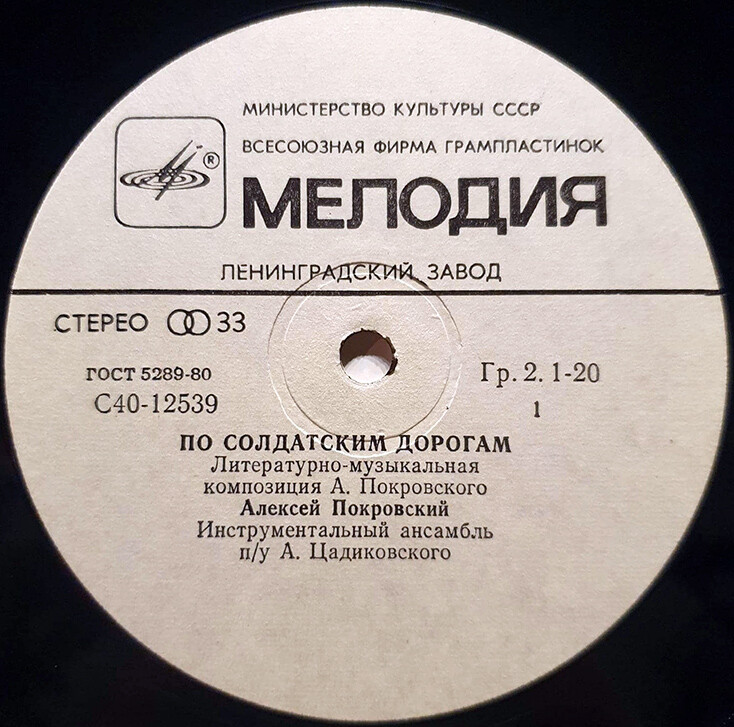 МИНИСТЕРСТВО КУЛЬТУРЫ СССР
ВСЕСОЮЗНАЯ ФИРМА ГРАМПЛАСТИНОК
®
МЕЛОДИЯ
ЛЕНИНГРАДСКИЙ ЗАВОД
СТЕРЕО 33
ГОСТ 5289-80
С40-12539
Гр. 2. 1-20
1
ПО СОЛДАТСКИМ ДОРОГАМ
Литературно-музыкальная
композиция А. Покровского
Алексей Покровский
Инструментальный ансамбль
п/у А. Цадиковского